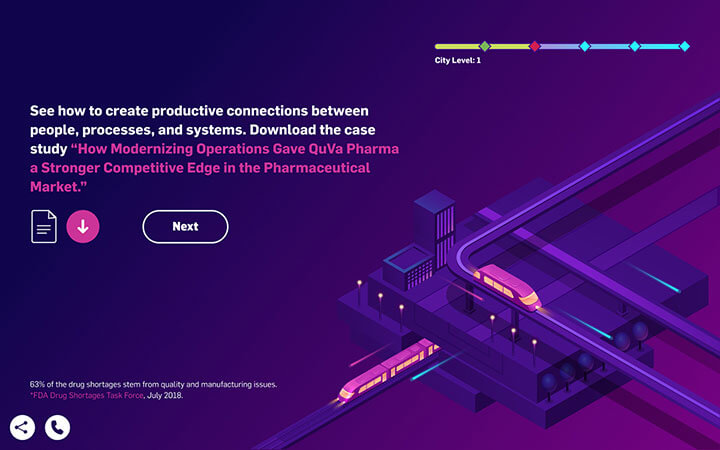 City Level: 1
See how to create productive connections between
people, processes, and systems. Download the case
study “How Modernizing Operations Gave QuVa Pharma
a Stronger Competitive Edge in the Pharmaceutical
Market.”
Next
63% of the drug shortages stem from quality and manufacturing issues.
*FDA Drug Shortages Task Force, July 2018.